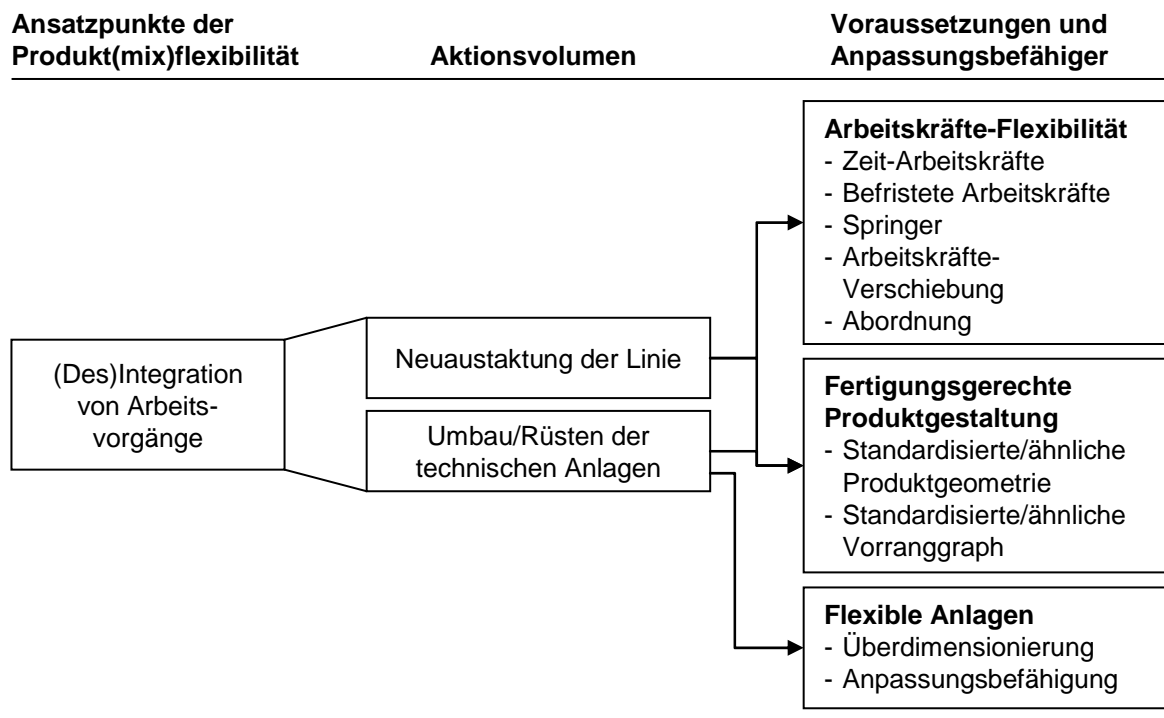 Ansatzpunkte der
Produkt(mix)flexibilität
Aktionsvolumen
Voraussetzungen und
Anpassungsbefähiger
(Des)Integration
von Arbeits-
vorgänge
Neuaustaktung der Linie
Umbau/Rüsten der
technischen Anlagen
Arbeitskräfte-Flexibilität
- Zeit-Arbeitskräfte
- Befristete Arbeitskräfte
- Springer
- Arbeitskräfte-
Verschiebung
- Abordnung
Fertigungsgerechte
Produktgestaltung
- Standardisierte/ähnliche
Produktgeometrie
- Standardisierte/ähnliche
Vorranggraph
Flexible Anlagen
- Überdimensionierung
- Anpassungsbefähigung